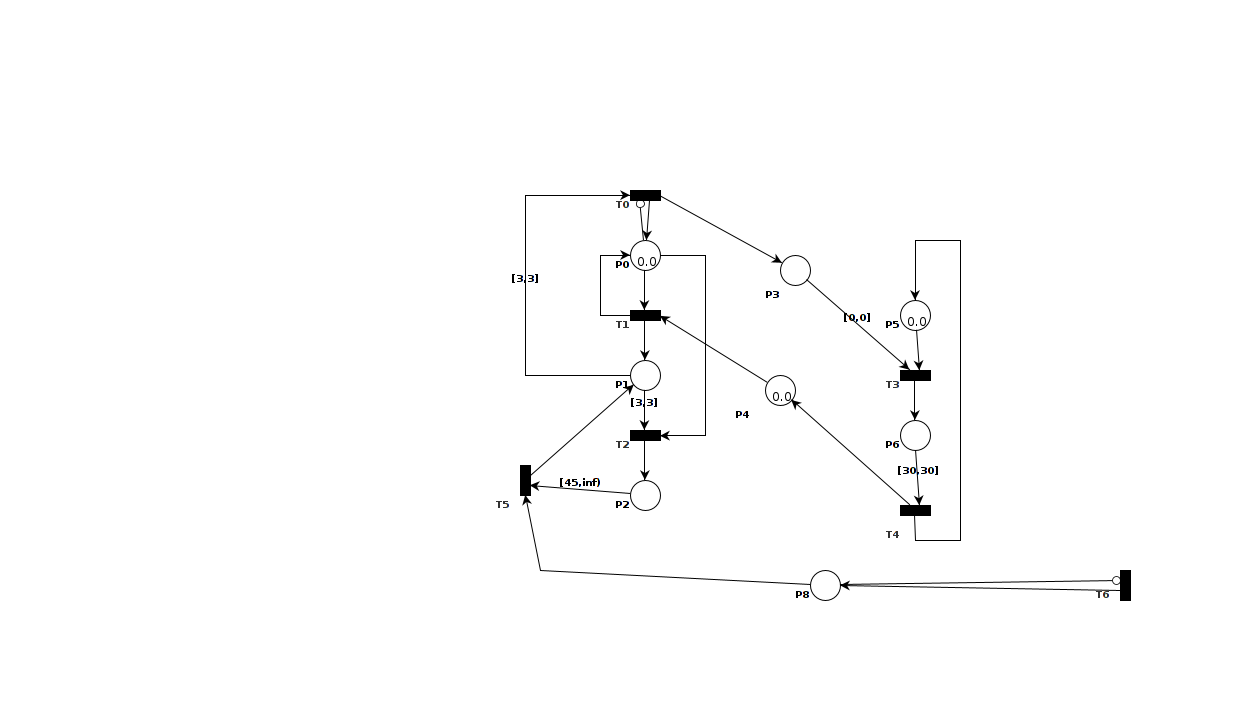 T0
P0
0.0
[3,3]
P3
T1
[0,0]
P5
0.0
P1
T3
[3,3]
0.0
P4
T2
P6
[30,30]
[45,inf)
T5
P2
T4
P8
T6